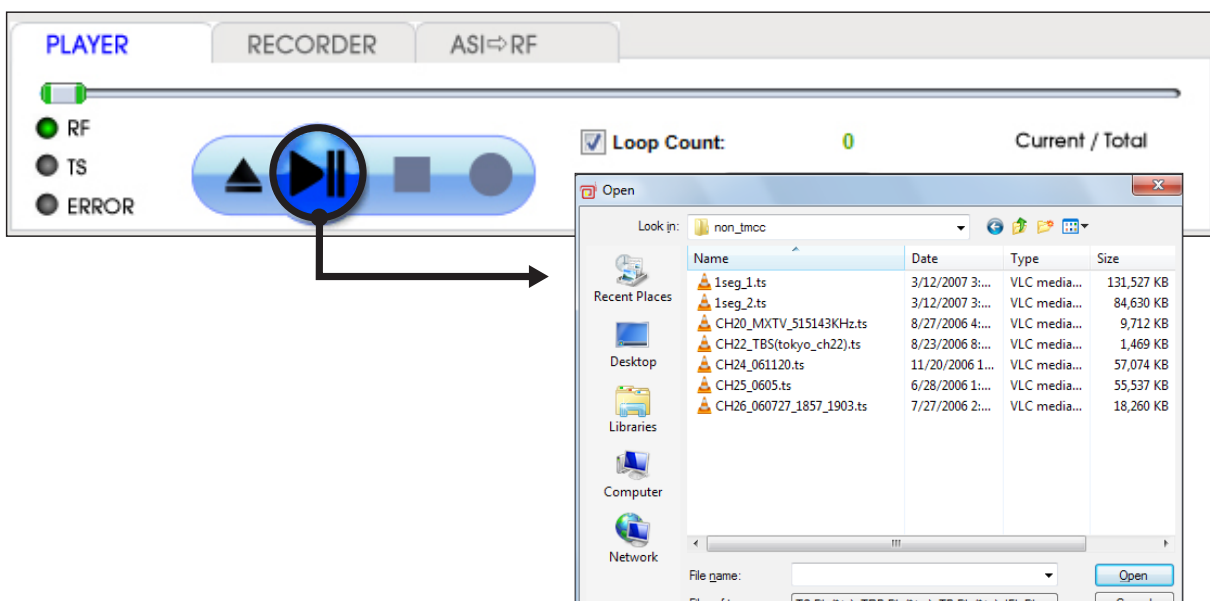 PLAYER RECORDER ASI⇨RF
RF
TS
ERROR
Loop Count: 0 Current / Total
Open
Look in: non_tmcc
Name Date Type Size
1seg_1.ts 3/12/2007 3:... VLC media... 131,527 KB
1seg_2.ts 3/12/2007 3:... VLC media... 84,630 KB
CH20_MXTV_515143KHz.ts 8/27/2006 4:... VLC media... 9,712 KB
CH22_TBS(tokyo_ch22).ts 8/23/2006 8:... VLC media... 1,469 KB
CH24_061120.ts 11/20/2006 1... VLC media... 57,074 KB
CH25_0605.ts 6/28/2006 1:... VLC media... 55,537 KB
CH26_060727_1857_1903.ts 7/27/2006 2:... VLC media... 18,260 KB
Recent Places
Desktop
Libraries
Computer
Network
File name: Open